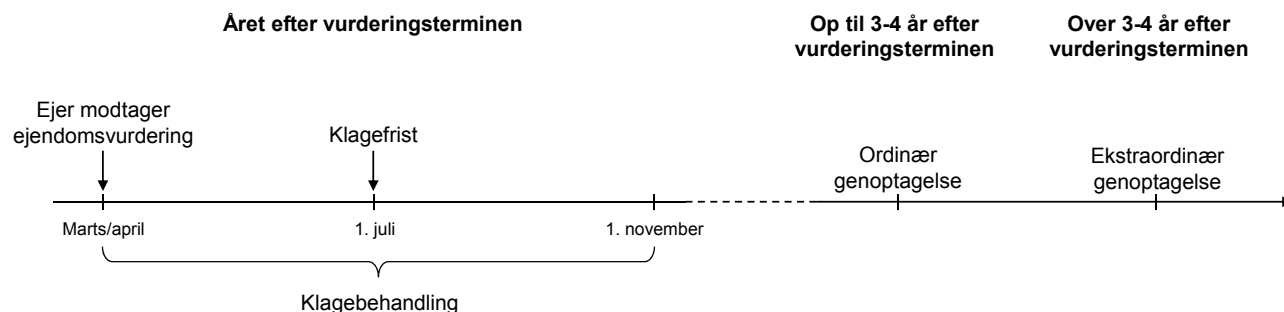 Året efter vurderingsterminen
Op til 3-4 år efter
vurderingsterminen
Over 3-4 år efter
vurderingsterminen
Ejer modtager
ejendomsvurdering
Klagefrist
Ordinær
genoptagelse
Ekstraordinær
genoptagelse
Marts/april
1. juli
1. november
Klagebehandling